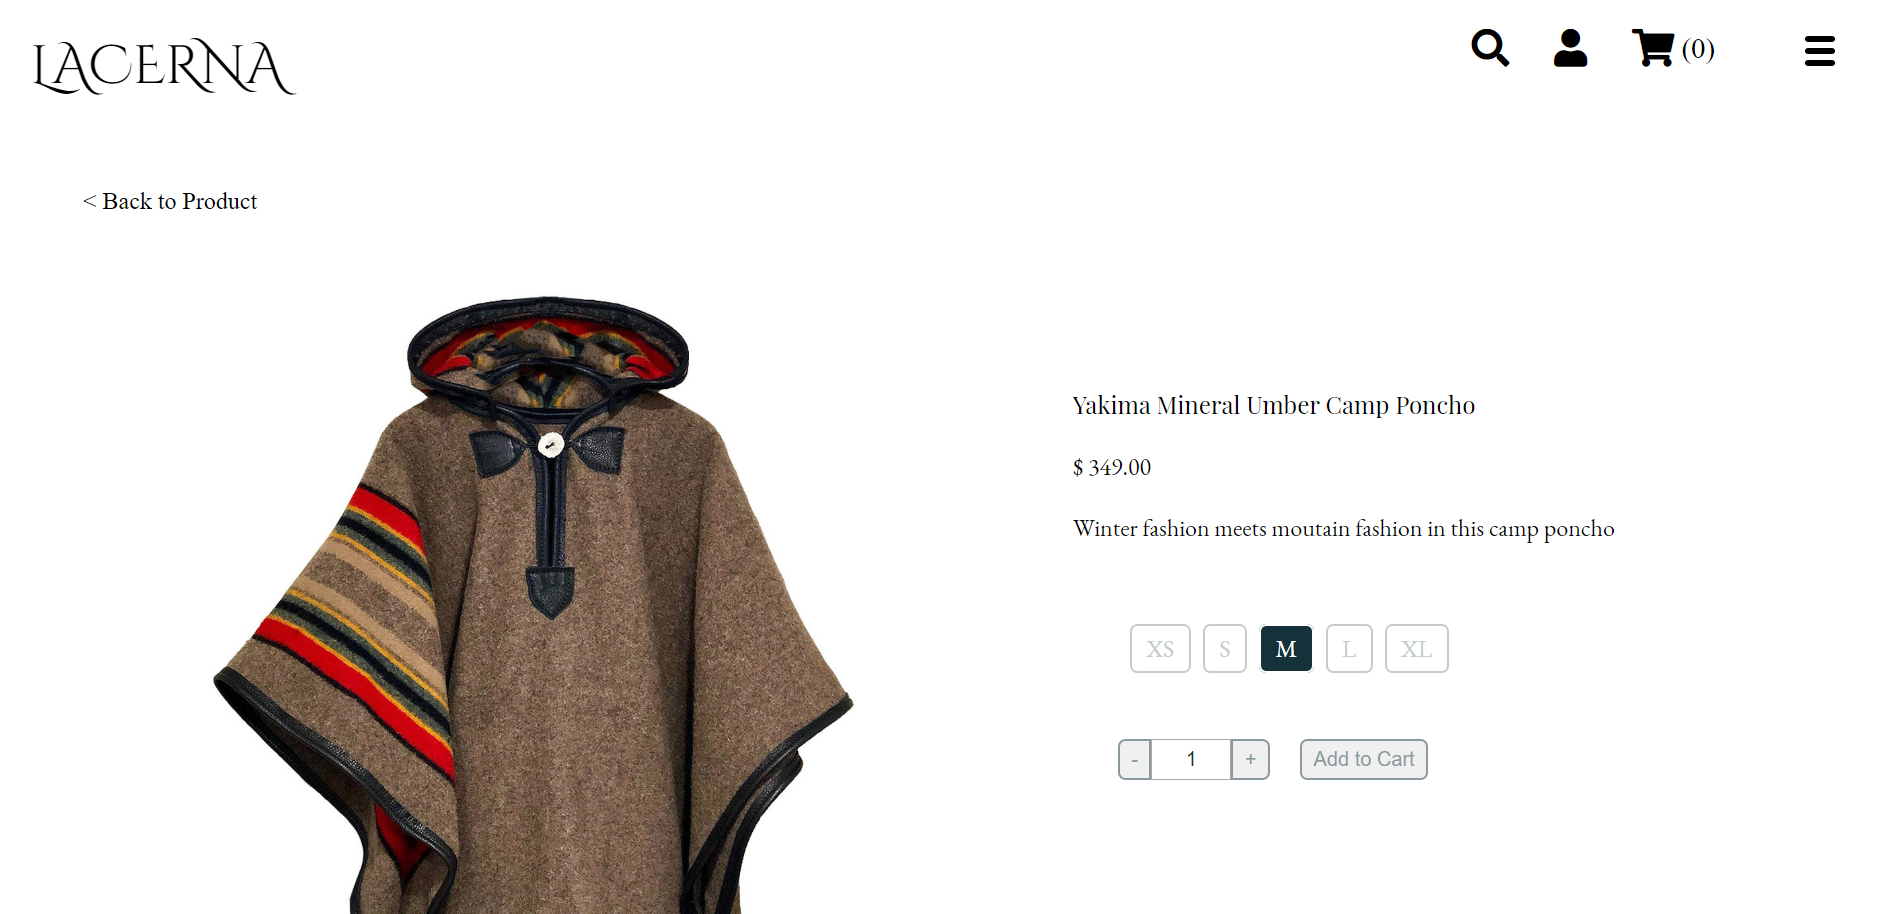 LACERNA
(0)
< Back to Product
Yakima Mineral Umber Camp Poncho
$ 349.00
Winter fashion meets moutain fashion in this camp poncho
XS S M L XL
- 1 + Add to Cart